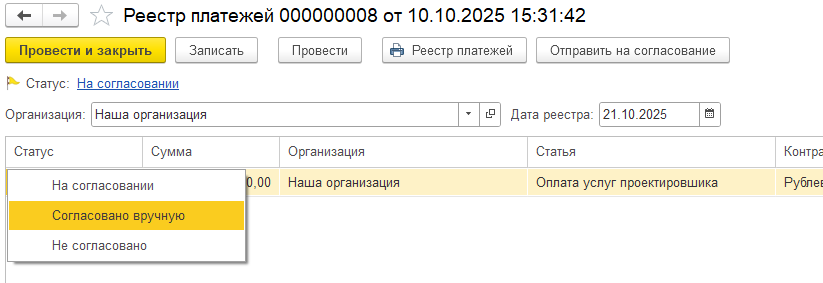 Реестр платежей 000000008 от 10.10.2025 15:31:42
Провести и закрыть Записать Провести Реестр платежей Отправить на согласование
Статус: На согласовании
Организация: Наша организация Дата реестра: 21.10.2025
Статус Сумма Организация Статья Контра
0,00 Наша организация Оплата услуг проектировшика Рублев
На согласовании
Согласовано вручную
Не согласовано